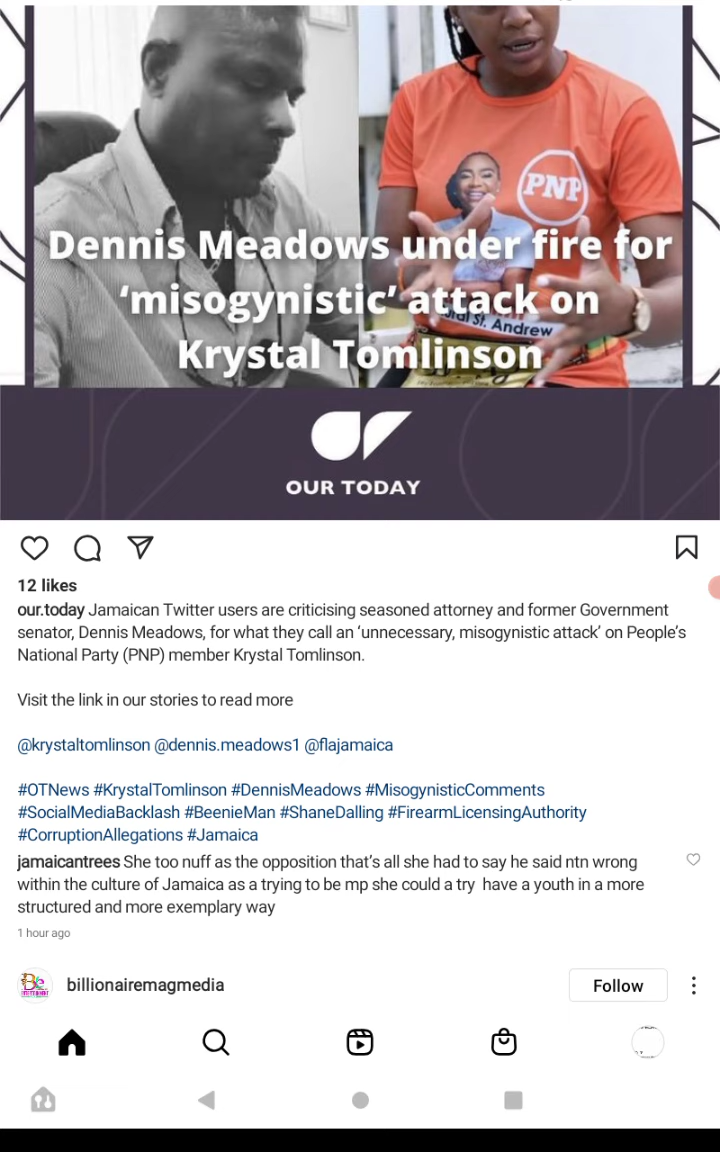 PNP
Dennis Meadows under fire for
'misogynistic' attack on
St. Andrew
Krystal Tomlinson
OUR TODAY
12 likes
our.today Jamaican Twitter users are criticising seasoned attorney and former Government
senator, Dennis Meadows, for what they call an 'unnecessary, misogynistic attack' on People's
National Party (PNP) member Krystal Tomlinson.
Visit the link in our stories to read more
@krystaltomlinson @dennis.meadows1 @flajamaica
#OTNews #KrystalTomlinson #DennisMeadows #MisogynisticComments
#SocialMediaBacklash #BeenieMan #ShaneDalling #FirearmLicensingAuthority
#CorruptionAllegations #Jamaica
jamaicantrees She too nuff as the opposition that's all she had to say he said ntn wrong
within the culture of Jamaica as a trying to be mp she could a try have a youth in a more
structured and more exemplary way
1 hour ago
Be
billionairemagmedia
Follow